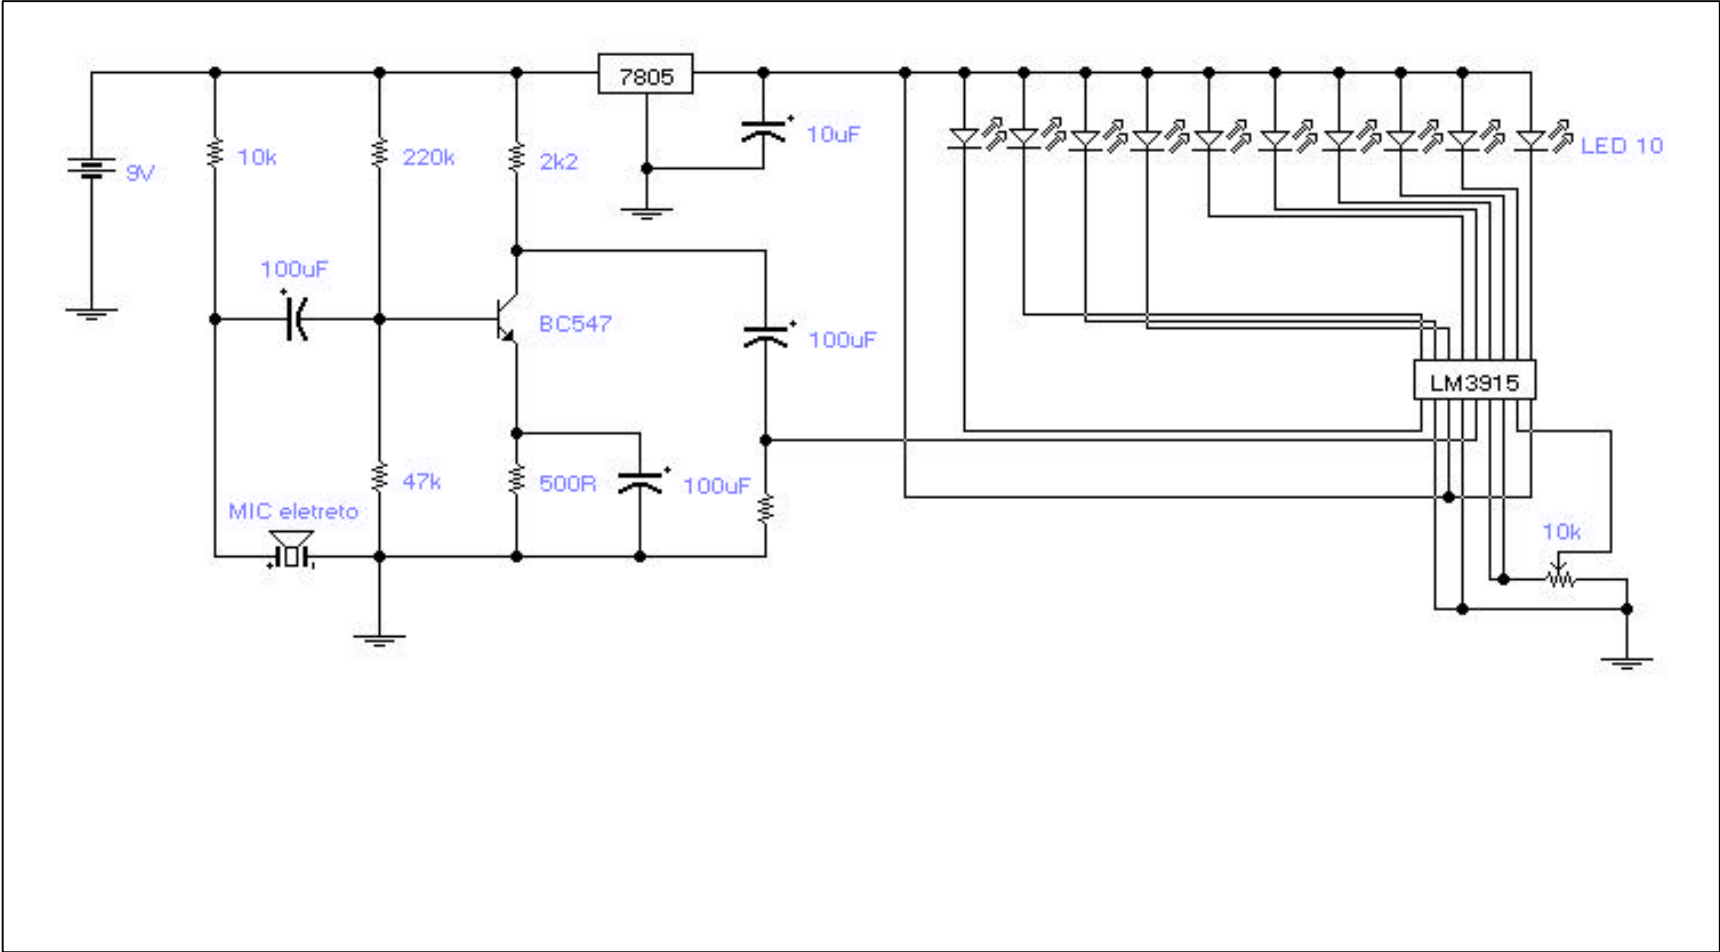 7805
10uF
9V
10k
220k
2k2
LED 10
100uF
BC547
100uF
LM3915
47k
500R
100uF
MIC eletreto
10k